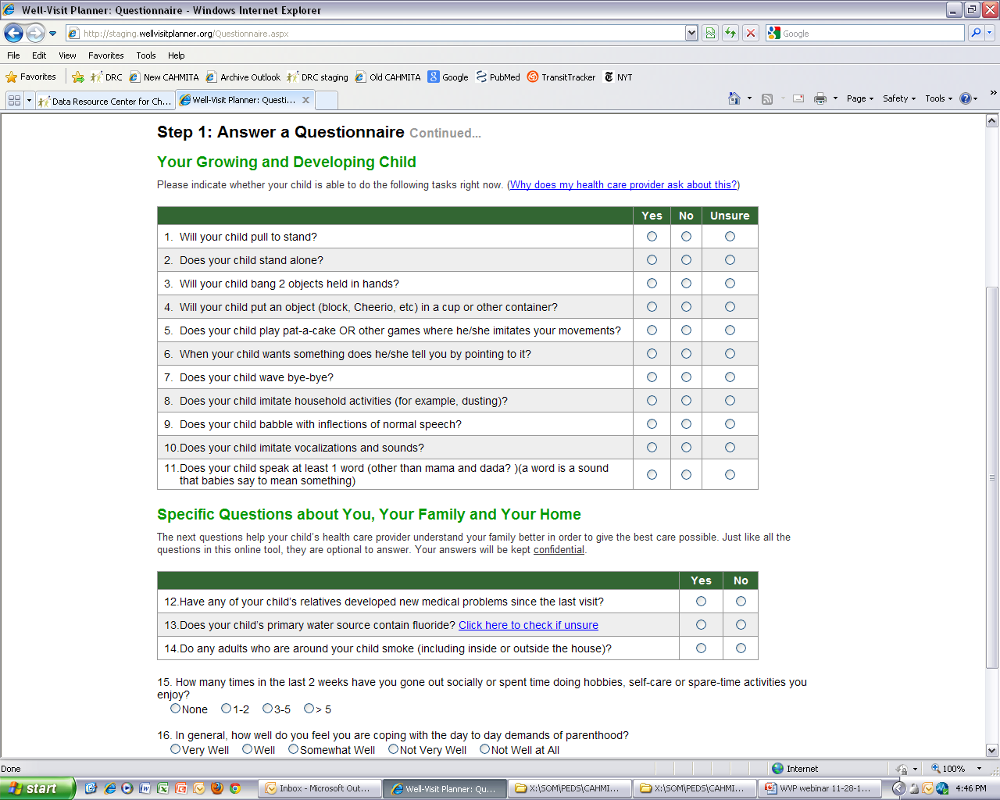 Well-Visit Planner: Questionnaire - Windows Internet Explorer
http://staging.wellvisitplanner.org/Questionnaire.aspx
Google
File Edit View Favorites Tools Help
Favorites DRC New CAHMITA Archive Outlook DRC staging Old CAHMITA Google PubMed TransitTracker NYT
Data Resource Center for Ch... Well-Visit Planner: Questi... Page Safety Tools
Step 1: Answer a Questionnaire Continued...
Your Growing and Developing Child
Please indicate whether your child is able to do the following tasks right now. (Why does my health care provider ask about this?)
Yes No Unsure
1. Will your child pull to stand?
2. Does your child stand alone?
3. Will your child bang 2 objects held in hands?
4. Will your child put an object (block, Cheerio, etc) in a cup or other container?
5. Does your child play pat-a-cake OR other games where he/she imitates your movements?
6. When your child wants something does he/she tell you by pointing to it?
7. Does your child wave bye-bye?
8. Does your child imitate household activities (for example, dusting)?
9. Does your child babble with inflections of normal speech?
10.Does your child imitate vocalizations and sounds?
11.Does your child speak at least 1 word (other than mama and dada? )(a word is a sound
that babies say to mean something)
Specific Questions about You, Your Family and Your Home
The next questions help your child's health care provider understand your family better in order to give the best care possible. Just like all the
questions in this online tool, they are optional to answer. Your answers will be kept confidential.
Yes No
12.Have any of your child's relatives developed new medical problems since the last visit?
13.Does your child's primary water source contain fluoride? Click here to check if unsure
14.Do any adults who are around your child smoke (including inside or outside the house)?
15. How many times in the last 2 weeks have you gone out socially or spent time doing hobbies, self-care or spare-time activities you
enjoy?
None 1-2 3-5 > 5
16. In general, how well do you feel you are coping with the day to day demands of parenthood?
Very Well Well Somewhat Well Not Very Well Not Well at All
Done Internet 100%
start Inbox - Microsoft Out... Well-Visit Planner: Qu... X:\SOM\PEDS\CAHMI... X:\SOM\PEDS\CAHMI... WVP webinar 11-28-1... 4:46 PM